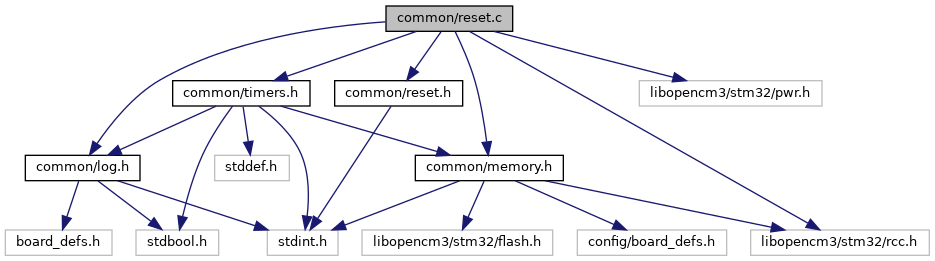 common/reset.c
common/timers.h
common/reset.h
libopencm3/stm32/pwr.h
common/log.h
stddef.h
common/memory.h
board_defs.h
stdbool.h
stdint.h
libopencm3/stm32/flash.h
config/board_defs.h
libopencm3/stm32/rcc.h